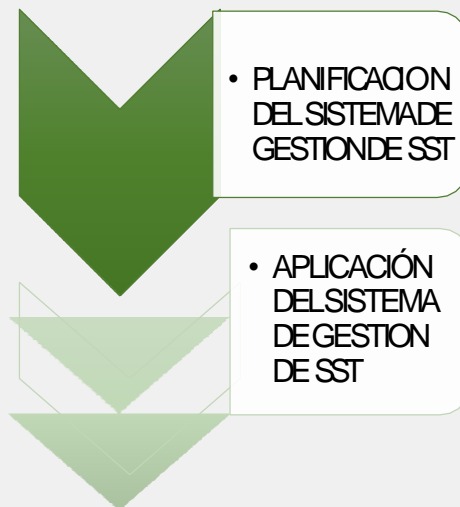 • PLANIFICACION
DEL SISTEMA DE
GESTION DE SST
• APLICACIÓN
DEL SISTEMA
DE GESTION
DE SST